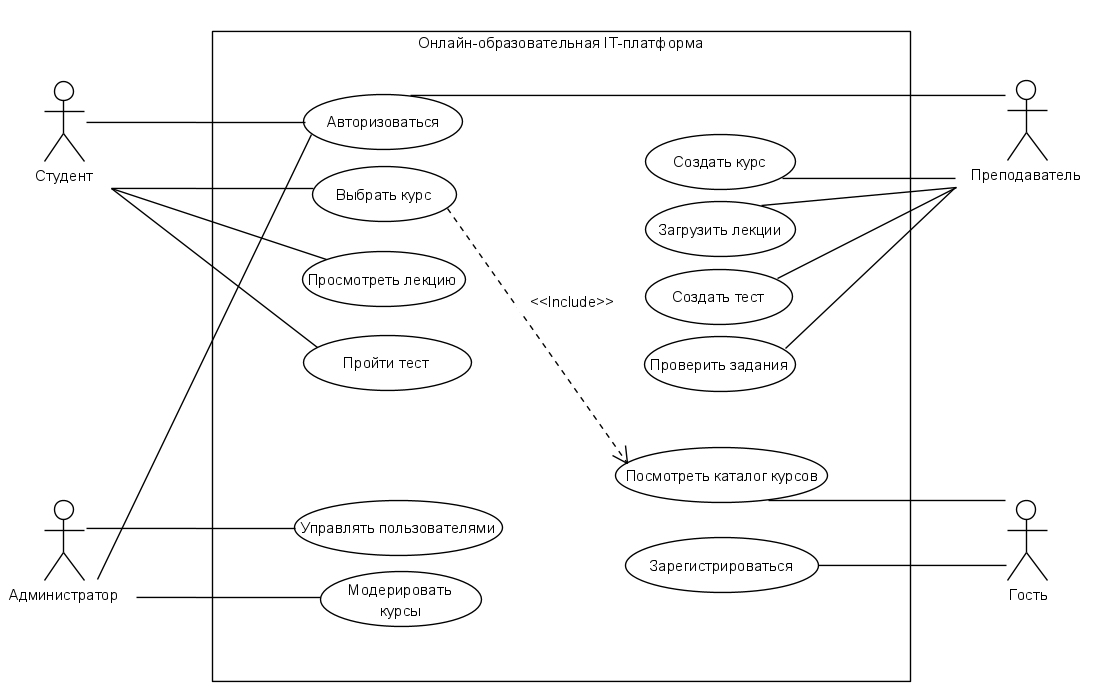 Онлайн-образовательная IT-платформа
Студент
Авторизоваться
Выбрать курс
Просмотреть лекцию
Пройти тест
<<Include>>
Создать курс
Загрузить лекции
Создать тест
Проверить задания
Преподаватель
Посмотреть каталог курсов
Администратор
Управлять пользователями
Модерировать
курсы
Зарегистрироваться
Гость